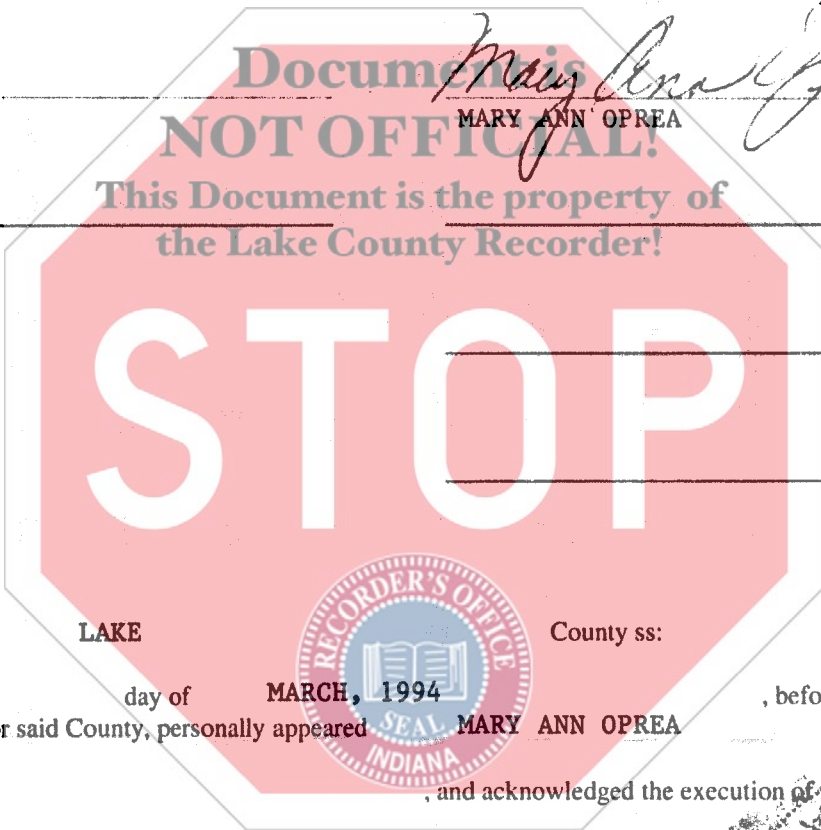 Document is
Mary Ann
NOT OFFICIAL!
MARY ANN OPREA
This Document is the property of
the Lake County Recorder!
STOP
RECORDER'S OFFICE
LAKE County ss:
day of MARCH, 1994 , befo
r said County, personally appeared MARY ANN OPREA
SEAL
INDIANA
, and acknowledged the execution of